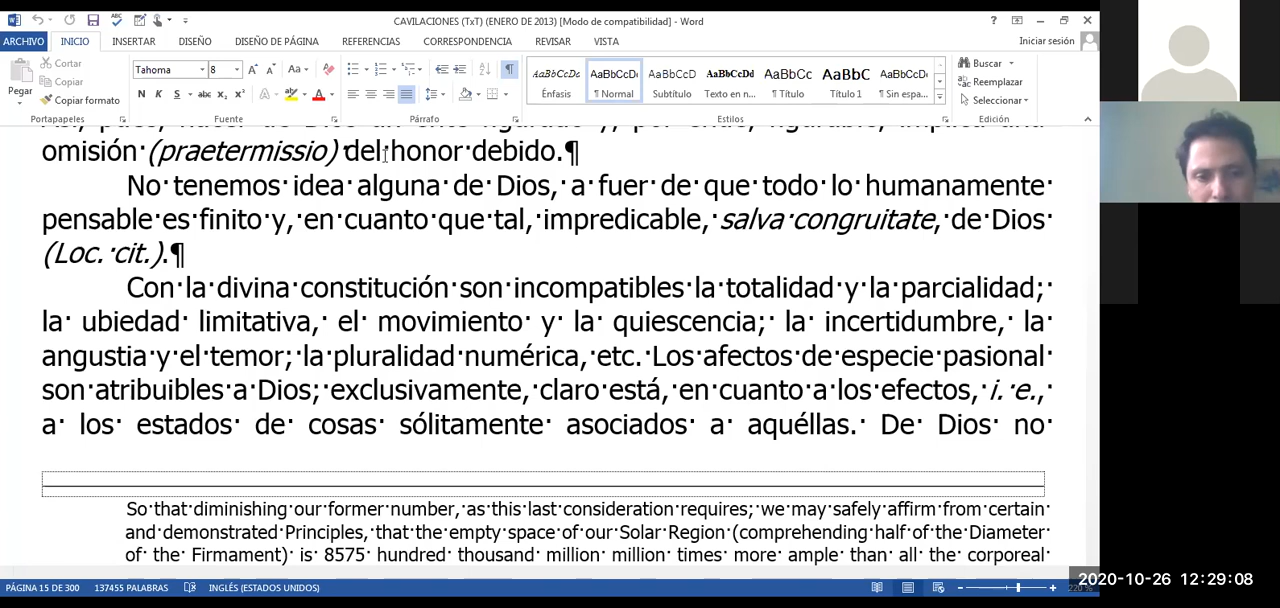 CAVILACIONES (TxT) (ENERO DE 2013) [Modo de compatibilidad] - Word
ARCHIVO INICIO INSERTAR DISEÑO DISEÑO DE PÁGINA REFERENCIAS CORRESPONDENCIA REVISAR VISTA Iniciar sesión
Pegar
Cortar
Copiar
Copiar formato
Portapapeles
Tahoma 8
Fuente
Párrafo
AaBbCcDc AaBbCcDc AaBbCcD AaBbCcDd AaBbCc AaBbC AaBbCcDc
Énfasis ¶ Normal Subtítulo Texto en n... ¶ Título Título 1 ¶ Sin espa...
Estilos
Buscar
Reemplazar
Seleccionar
Edición
omisión (praetermissio) del honor debido.¶
No tenemos idea alguna de Dios, a fuer de que todo lo humanamente
pensable es finito y, en cuanto que tal, impredicable, salva congruitate, de Dios
(Loc. cit.).¶
Con la divina constitución son incompatibles la totalidad y la parcialidad;
la ubiedad limitativa, el movimiento y la quiescencia; la incertidumbre, la
angustia y el temor; la pluralidad numérica, etc. Los afectos de especie pasional
son atribuibles a Dios; exclusivamente, claro está, en cuanto a los efectos, i. e.,
a los estados de cosas sólitamente asociados a aquéllas. De Dios no
So that diminishing our former number, as this last consideration requires; we may safely affirm from certain
and demonstrated Principles, that the empty space of our Solar Region (comprehending half of the Diameter
of the Firmament) is 8575 hundred thousand million million times more ample than all the corporeal
PÁGINA 15 DE 300 137455 PALABRAS INGLÉS (ESTADOS UNIDOS) 220 %
2020-10-26 12:29:08